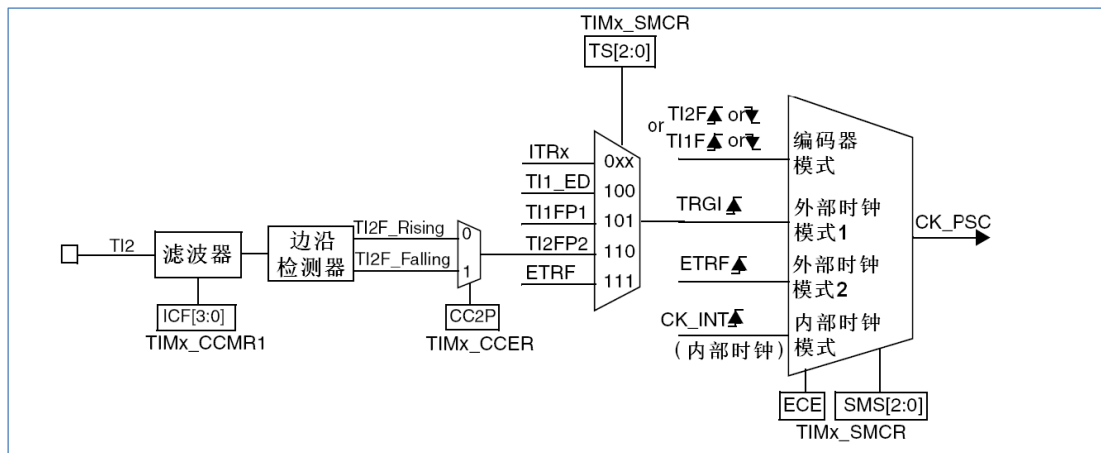 TIMx_SMCR
TS[2:0]
TI2F or
or
TI1F or
编码器
模式
ITRx
0xx
TI1_ED
100
TI1FP1
101
TRGI
外部时钟
模式1
CK_PSC
TI2
滤波器
边沿
检测器
TI2F_Rising
0
TI2F_Falling
1
TI2FP2
110
ETRF
111
ETRF
外部时钟
模式2
CK_INT
(内部时钟)
内部时钟
模式
ICF[3:0]
TIMx_CCMR1
CC2P
TIMx_CCER
ECE
SMS[2:0]
TIMx_SMCR